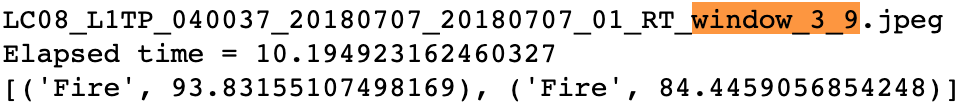 LC08_L1TP_040037_20180707_20180707_01_RT_window_3_9.jpeg
Elapsed time = 10.194923162460327
[('Fire', 93.83155107498169), ('Fire', 84.4459056854248)]